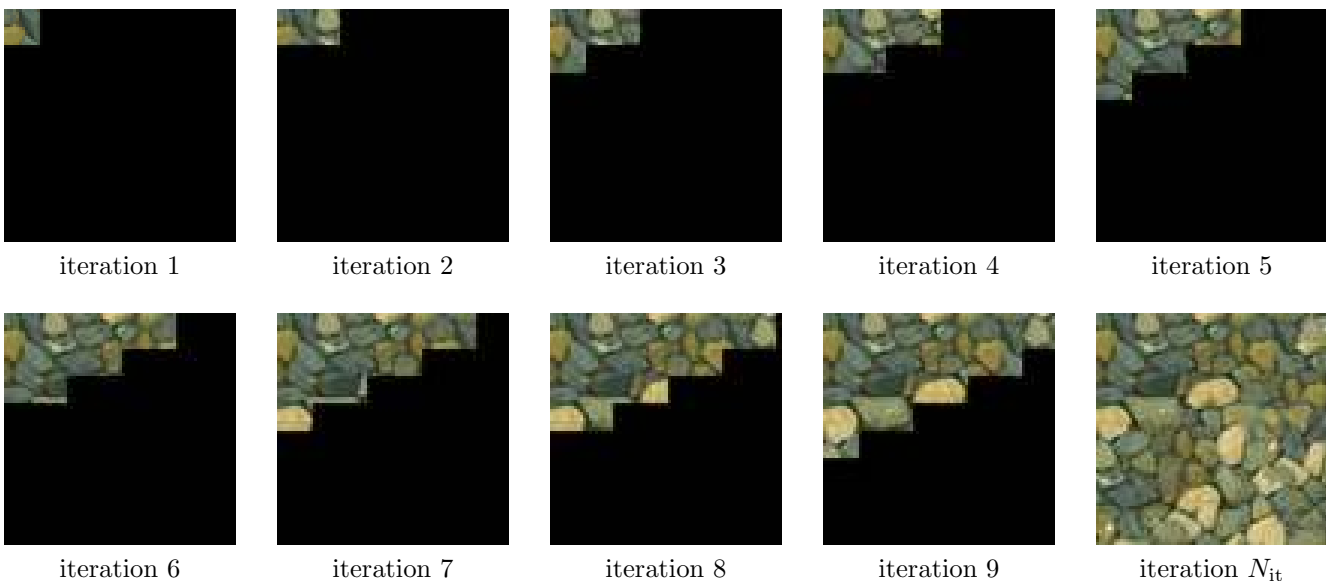 iteration 1
iteration 2
iteration 3
iteration 4
iteration 5
iteration 6
iteration 7
iteration 8
iteration 9
iteration N_it